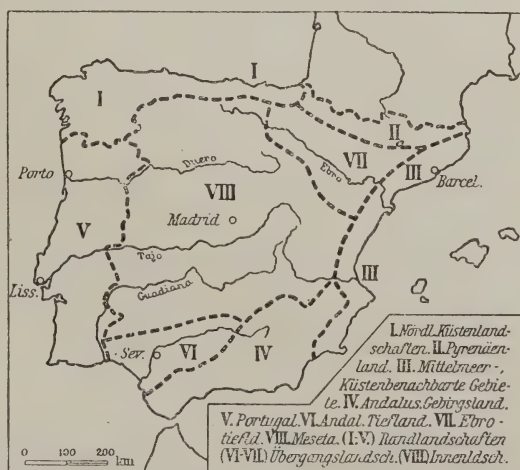 I
I
II
VII
III
Porto
Duero
Ebro
Barcel.
VIII
V
Madrid
Tajo
III
Liss.
Guadiana
Sev.
VI
IV
I. Nördl. Küstenland-
schaften. II. Pyrenäen-
land. III. Mittelmeer-,
Küstenbenachbarte Gebie-
te. IV. Andalus. Gebirgsland.
V. Portugal. VI. Andal. Tiefland. VII. Ebro-
tiefld. VIII. Meseta. (I-V.) Randlandschaften
(VI-VII) Übergangslandsch. (VIII) Innenldsch.
0 100 200
km